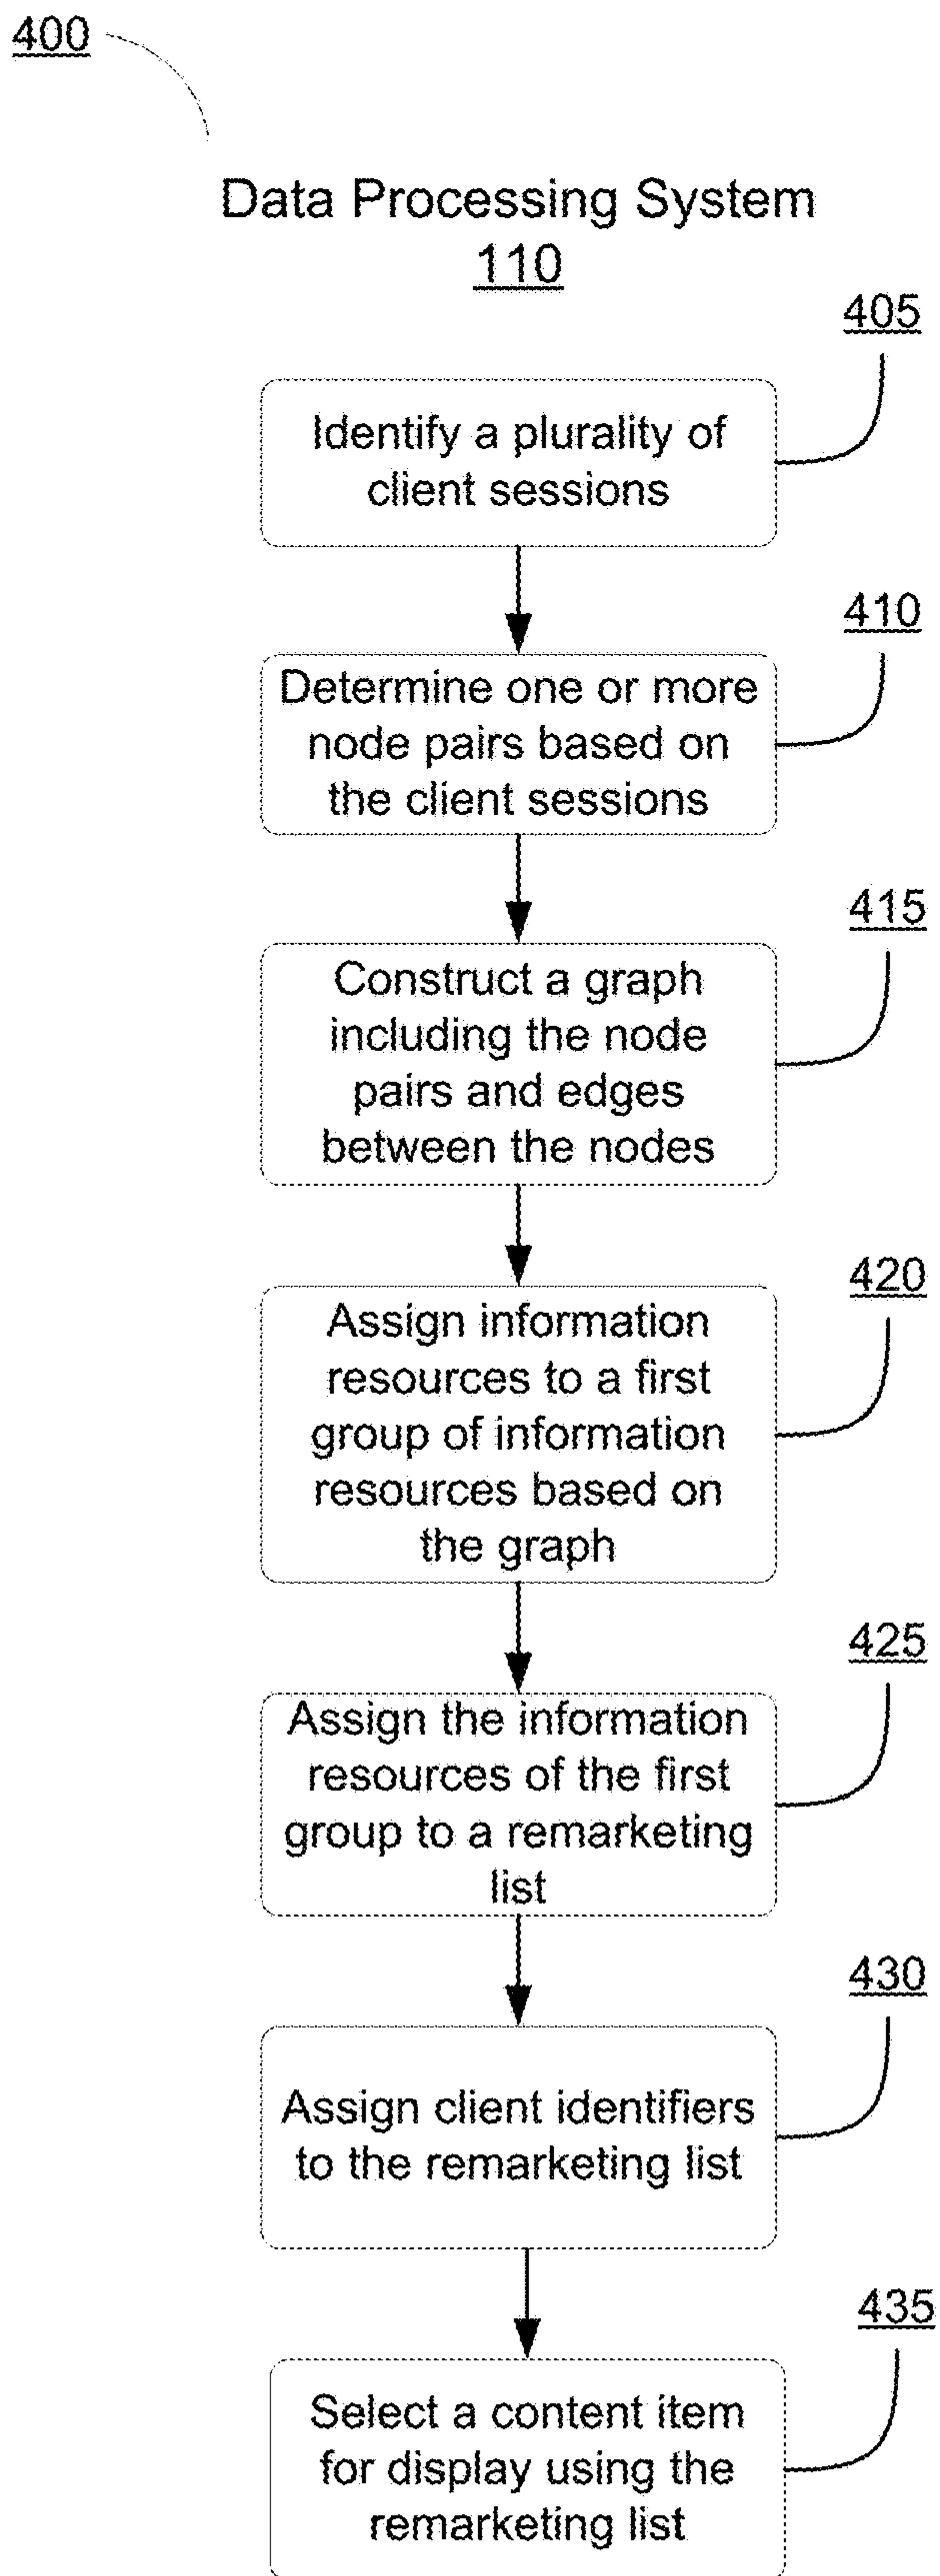 400
Data Processing System
110
405
Identify a plurality of
client sessions
410
Determine one or more
node pairs based on
the client sessions
415
Construct a graph
including the node
pairs and edges
between the nodes
420
Assign information
resources to a first
group of information
resources based on
the graph
425
Assign the information
resources of the first
group to a remarketing
list
430
Assign client identifiers
to the remarketing list
435
Select a content item
for display using the
remarketing list